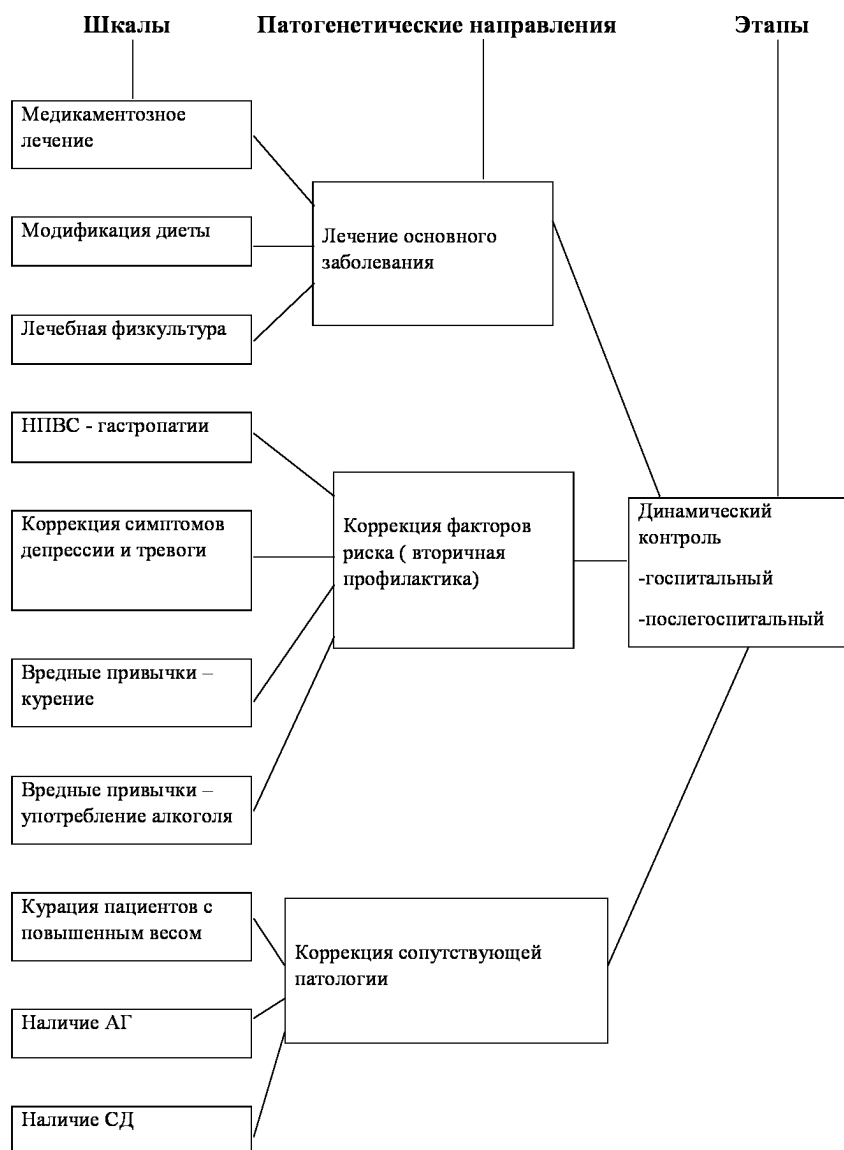 Шкалы
Патогенетические направления
Этапы
Медикаментозное
лечение
Модификация диеты
Лечебная физкультура
Лечение основного
заболевания
НПВС - гастропатии
Коррекция симптомов
депрессии и тревоги
Вредные привычки –
курение
Вредные привычки –
употребление алкоголя
Коррекция факторов
риска ( вторичная
профилактика)
Динамический
контроль
-госпитальный
-послегоспитальный
Курация пациентов с
повышенным весом
Наличие АГ
Наличие СД
Коррекция сопутствующей
патологии